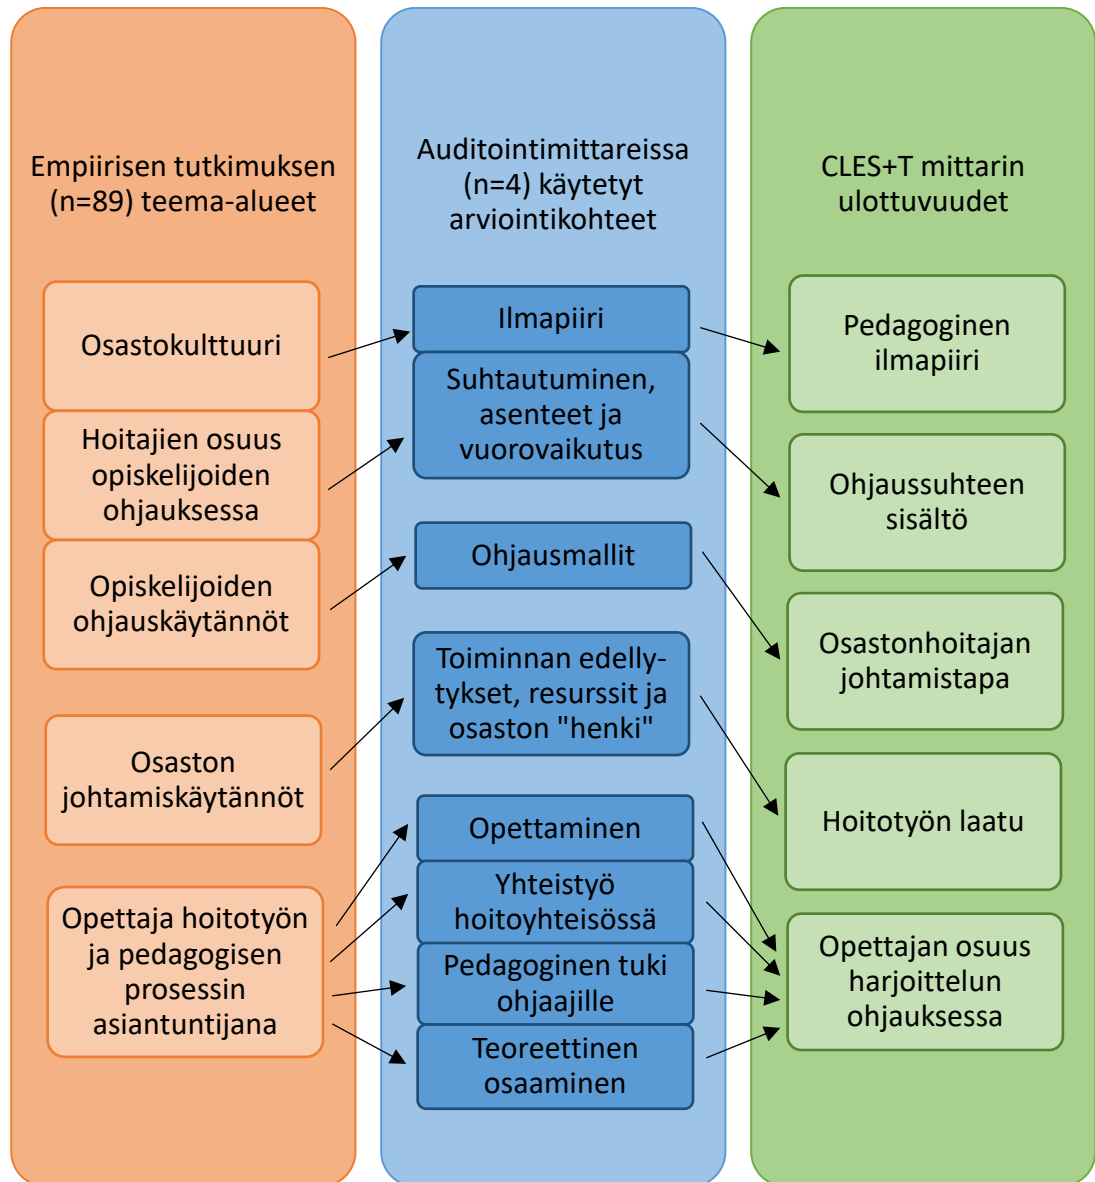 Empiirisen tutkimuksen
(n=89) teema-alueet
Osastokulttuuri
Hoitajien osuus
opiskelijoiden
ohjauksessa
Opiskelijoiden
ohjauskäytännöt
Osaston
johtamiskäytännöt
Opettaja hoitotyön
ja pedagogisen
prosessin
asiantuntijana
Auditointimittareissa
(n=4) käytetyt
arviointikohteet
Ilmapiiri
Suhtautuminen,
asenteet ja
vuorovaikutus
Ohjausmallit
Toiminnan edelly-
tykset, resurssit ja
osaston "henki"
Opettaminen
Yhteistyö
hoitoyhteisössä
Pedagoginen tuki
ohjaajille
Teoreettinen
osaaminen
CLES+T mittarin
ulottuvuudet
Pedagoginen
ilmapiiri
Ohjaussuhteen
sisältö
Osastonhoitajan
johtamistapa
Hoitotyön laatu
Opettajan osuus
harjoittelun
ohjauksessa